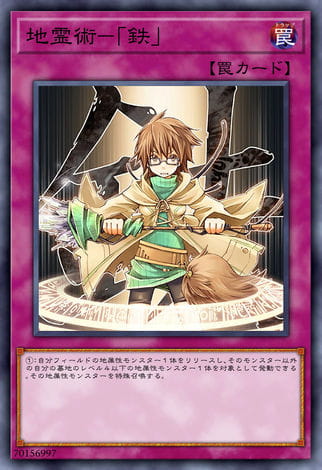 地霊術－「鉄」
トラップ
罠
【罠カード】
①：自分フィールドの地属性モンスター１体をリリースし、そのモンスター以外
の自分の墓地のレベル４以下の地属性モンスター１体を対象として発動できる
。その地属性モンスターを特殊召喚する。
70156997